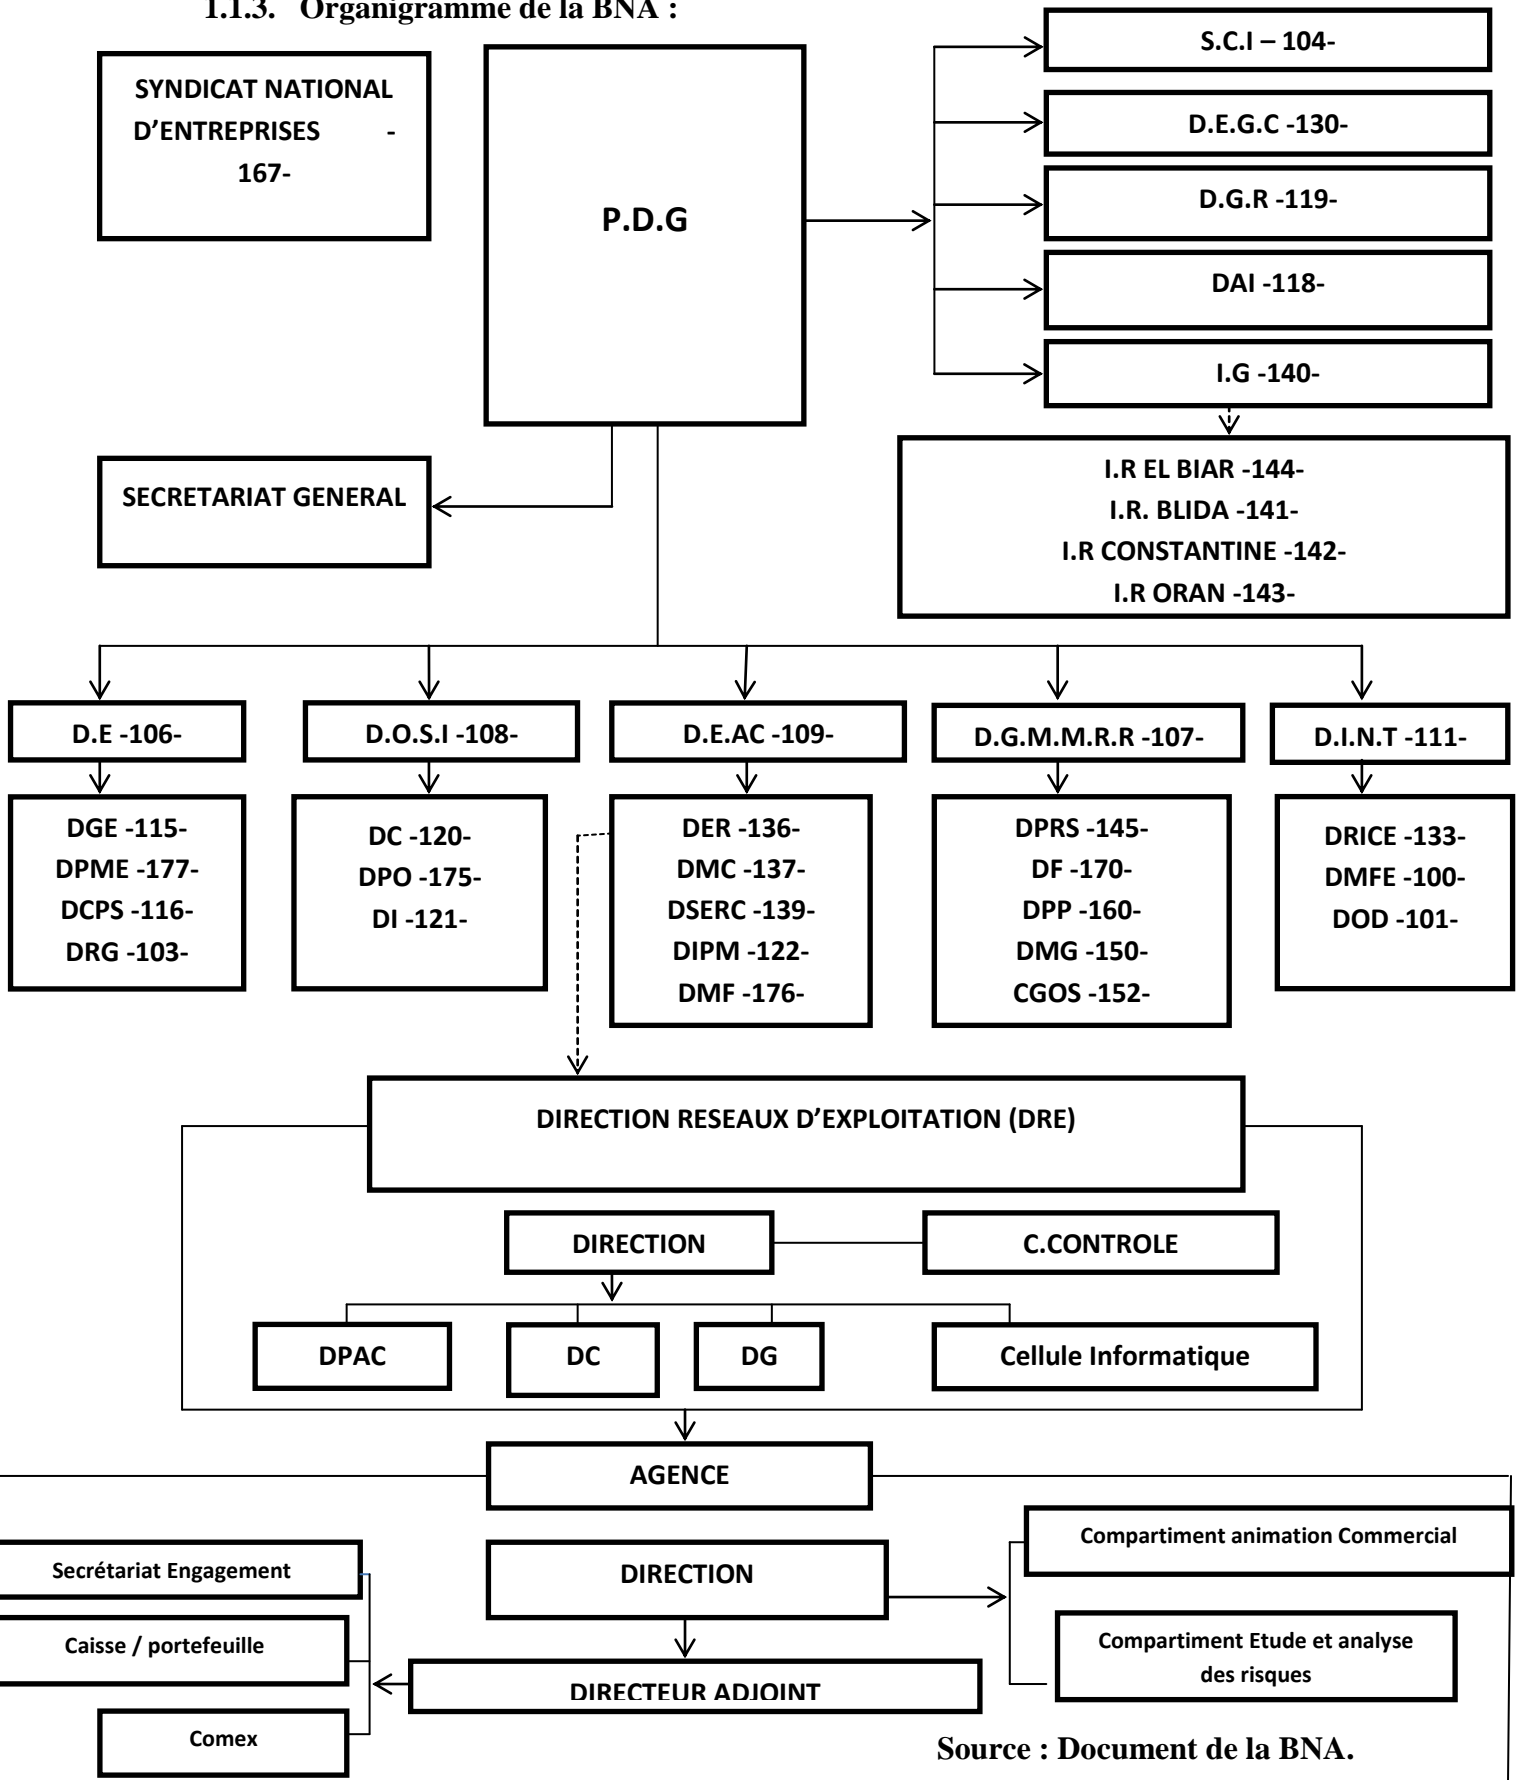 1.1.3. Organigramme de la BNA :
SYNDICAT NATIONAL
D'ENTREPRISES -
167-
P.D.G
S.C.I – 104-
D.E.G.C -130-
D.G.R -119-
DAI -118-
I.G -140-
I.R EL BIAR -144-
I.R. BLIDA -141-
I.R CONSTANTINE -142-
I.R ORAN -143-
SECRETARIAT GENERAL
D.E -106-
D.O.S.I -108-
D.E.AC -109-
D.G.M.M.R.R -107-
D.I.N.T -111-
DGE -115-
DPME -177-
DCPS -116-
DRG -103-
DC -120-
DPO -175-
DI -121-
DER -136-
DMC -137-
DSERC -139-
DIPM -122-
DMF -176-
DPRS -145-
DF -170-
DPP -160-
DMG -150-
CGOS -152-
DRICE -133-
DMFE -100-
DOD -101-
DIRECTION RESEAUX D'EXPLOITATION (DRE)
DIRECTION
C.CONTROLE
DPAC
DC
DG
Cellule Informatique
AGENCE
Secrétariat Engagement
Caisse / portefeuille
Comex
DIRECTION
DIRECTEUR ADJOINT
Compartiment animation Commercial
Compartiment Etude et analyse
des risques
Source : Document de la BNA.